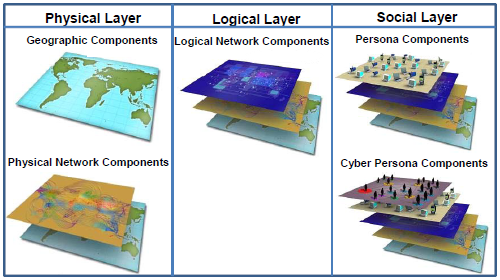 Physical Layer
Logical Layer
Social Layer
Geographic Components
Logical Network Components
Persona Components
Physical Network Components
Cyber Persona Components